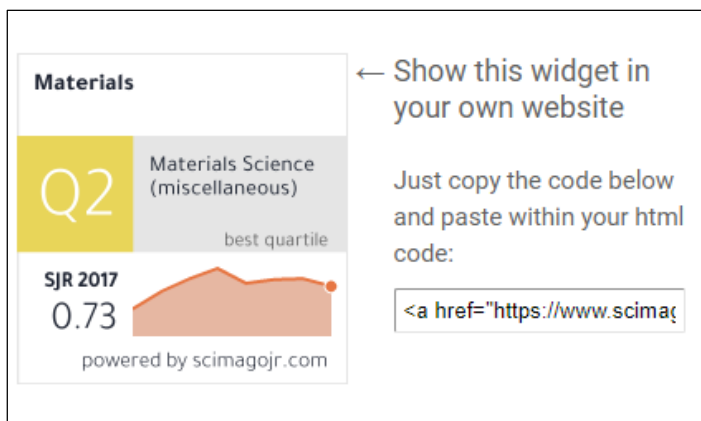 Materials
Q2
Materials Science
(miscellaneous)
best quartile
SJR 2017
0.73
powered by scimagojr.com
← Show this widget in
your own website
Just copy the code below
and paste within your html
code:
<a href="https://www.scimag